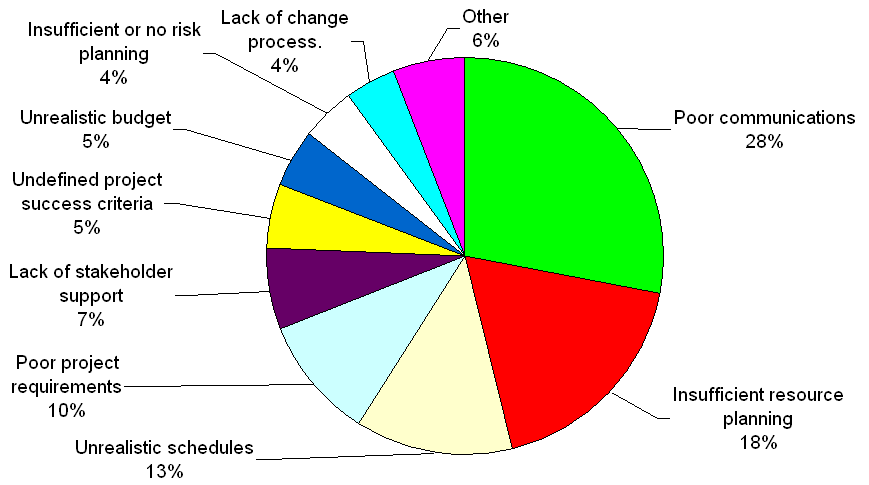 Lack of change
process.
4%
Other
6%
Insufficient or no risk
planning
4%
Unrealistic budget
5%
Poor communications
28%
Undefined project
success criteria
5%
Lack of stakeholder
support
7%
Poor project
requirements
10%
Insufficient resource
planning
18%
Unrealistic schedules
13%